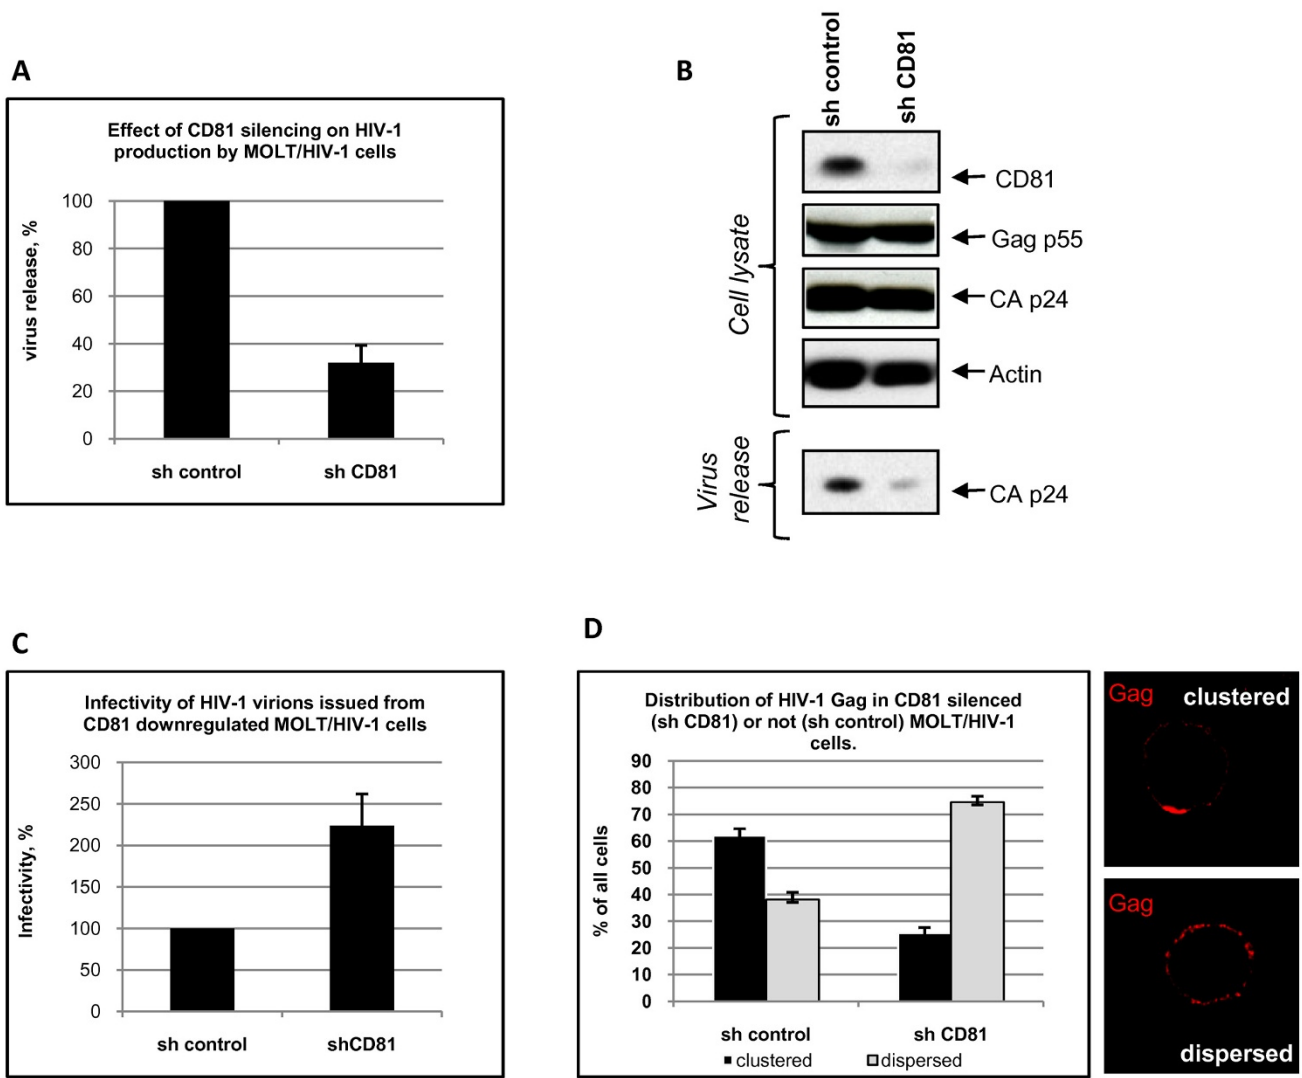 A
Effect of CD81 silencing on HIV-1
production by MOLT/HIV-1 cells
virus release, %
100
80
60
40
20
0
sh control
sh CD81
B
sh control
sh CD81
Cell lysate
CD81
Gag p55
CA p24
Actin
Virus
release
CA p24
C
Infectivity of HIV-1 virions issued from
CD81 downregulated MOLT/HIV-1 cells
Infectivity, %
300
250
200
150
100
50
0
sh control
shCD81
D
Distribution of HIV-1 Gag in CD81 silenced
(sh CD81) or not (sh control) MOLT/HIV-1
cells.
% of all cells
90
80
70
60
50
40
30
20
10
0
sh control
sh CD81
clustered
dispersed
Gag
clustered
Gag
dispersed